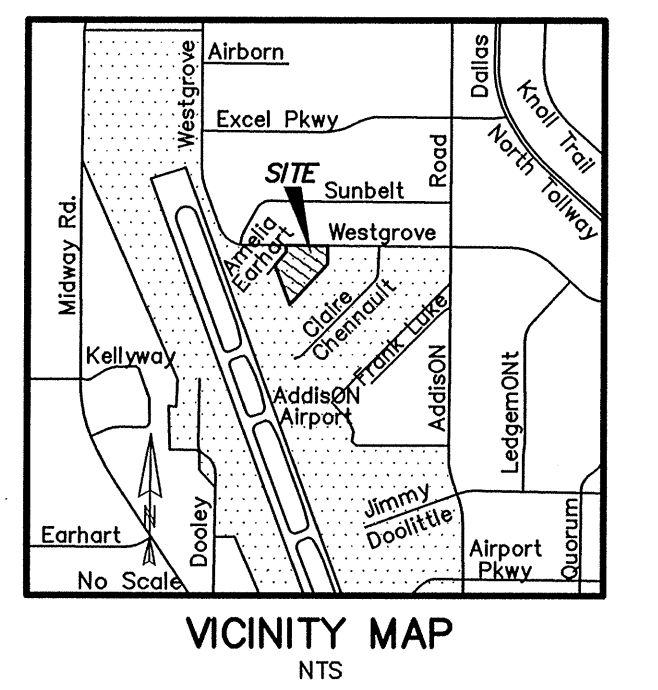 Westgrove
Airborn
Dallas
Knoll Trail
North Tollway
Excel Pkwy
Road
SITE
Sunbelt
Westgrove
Midway Rd.
Amelia
Earhart
Claire
Chennault
Frank Luke
Kellyway
AddisON
Airport
AddisON
LedgemONt
Jimmy
Doolittle
Dooley
Quorum
Earhart
N
No Scale
Airport
Pkwy
VICINITY MAP
NTS